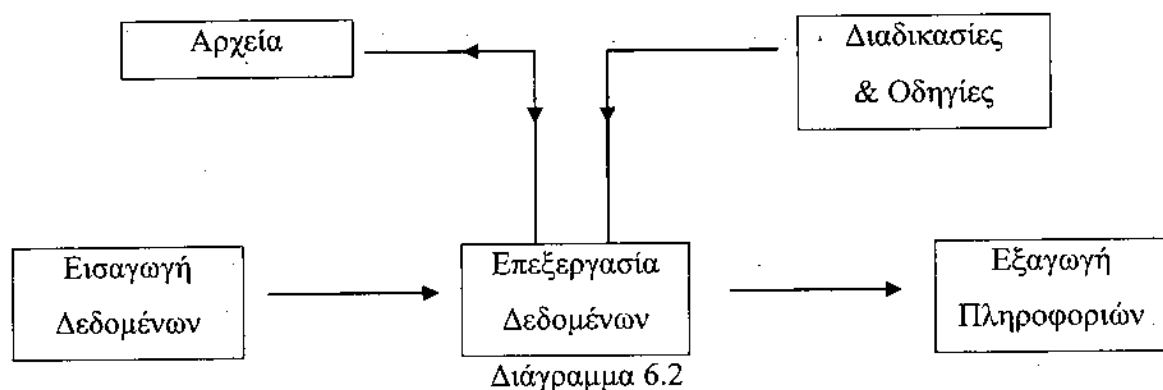 Αρχεία
Διαδικασίες
& Οδηγίες
Εισαγωγή
Δεδομένων
Επεξεργασία
Δεδομένων
Εξαγωγή
Πληροφοριών
Διάγραμμα 6.2